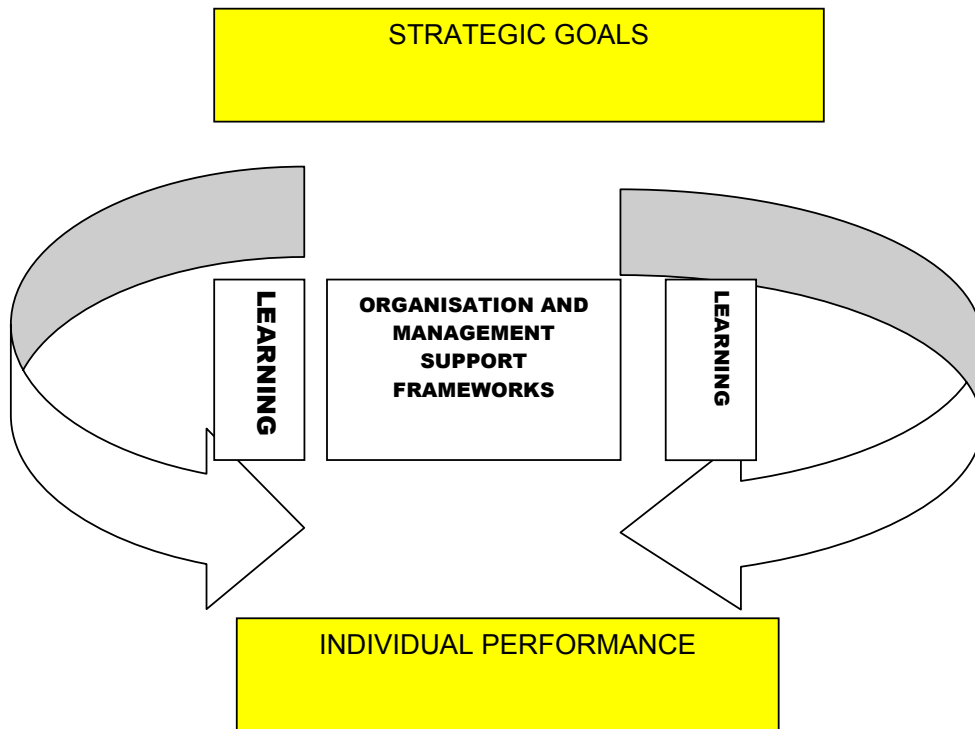 STRATEGIC GOALS
LEARNING
ORGANISATION AND
MANAGEMENT
SUPPORT
FRAMEWORKS
LEARNING
INDIVIDUAL PERFORMANCE